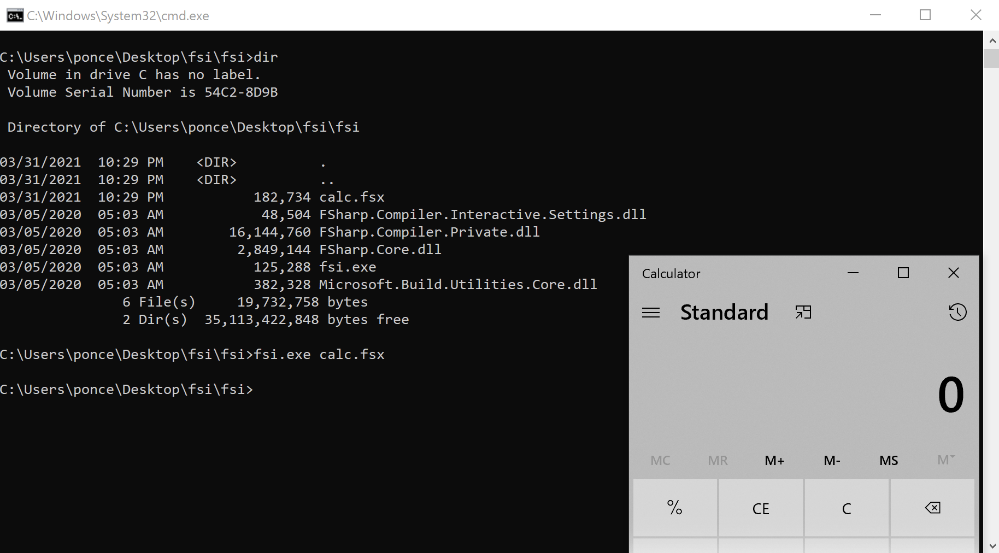 C:\Windows\System32\cmd.exe
C:\Users\ponce\Desktop\fsi\fsi>dir
 Volume in drive C has no label.
 Volume Serial Number is 54C2-8D9B
 Directory of C:\Users\ponce\Desktop\fsi\fsi
03/31/2021  10:29 PM    <DIR>          .
03/31/2021  10:29 PM    <DIR>          ..
03/31/2021  10:29 PM           182,734 calc.fsx
03/05/2020  05:03 AM            48,504 FSharp.Compiler.Interactive.Settings.dll
03/05/2020  05:03 AM        16,144,760 FSharp.Compiler.Private.dll
03/05/2020  05:03 AM         2,849,144 FSharp.Core.dll
03/05/2020  05:03 AM           125,288 fsi.exe
03/05/2020  05:03 AM           382,328 Microsoft.Build.Utilities.Core.dll
               6 File(s)     19,732,758 bytes
               2 Dir(s)  35,113,422,848 bytes free
C:\Users\ponce\Desktop\fsi\fsi>fsi.exe calc.fsx
C:\Users\ponce\Desktop\fsi\fsi>
Calculator
Standard
0
MC MR M+ M- MS M˅
% CE C